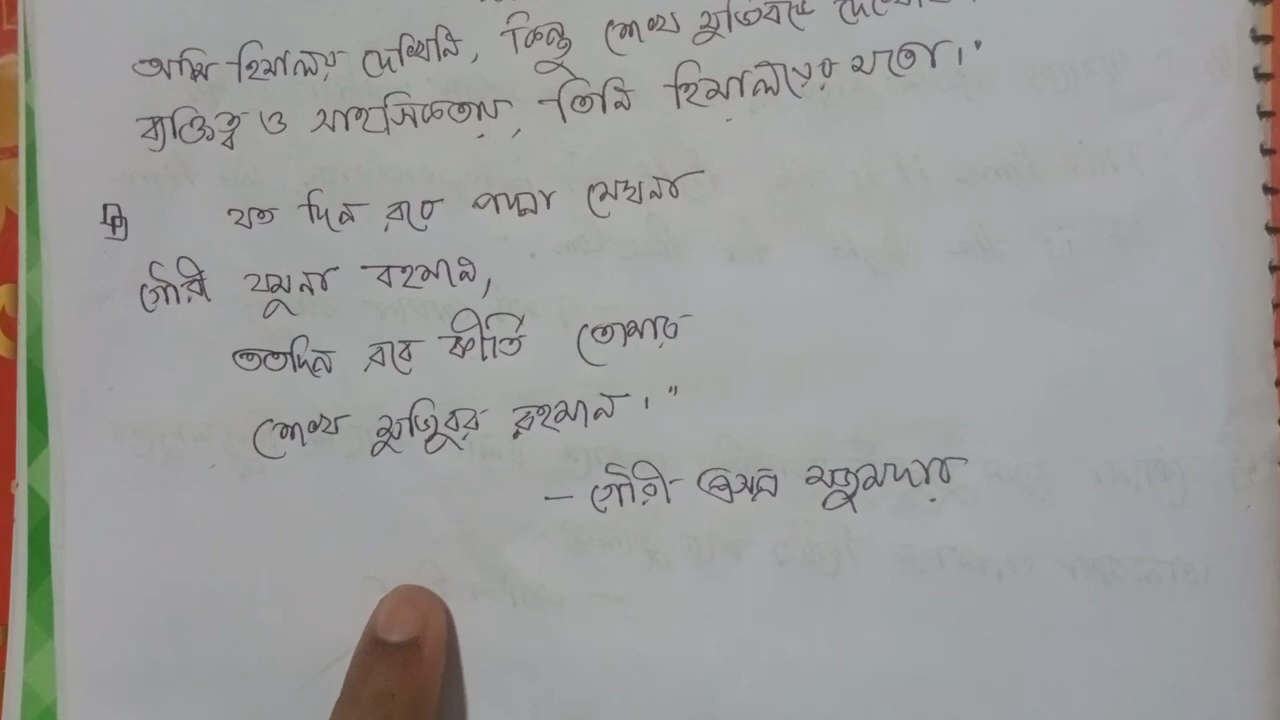 আমি হিমালয় দেখিনি, কিন্তু শেখ মুজিবকে
ব্যক্তিত্ব ও সাহসিকতায়, তিনি হিমালয়ের মতো।"
যত দিন রবে পদ্মা মেঘনা
গৌরী যমুনা বহমান,
ততদিন রবে কীর্তি তোমার
শেখ মুজিবুর রহমান।"
— গৌরী প্রসন্ন মজুমদার